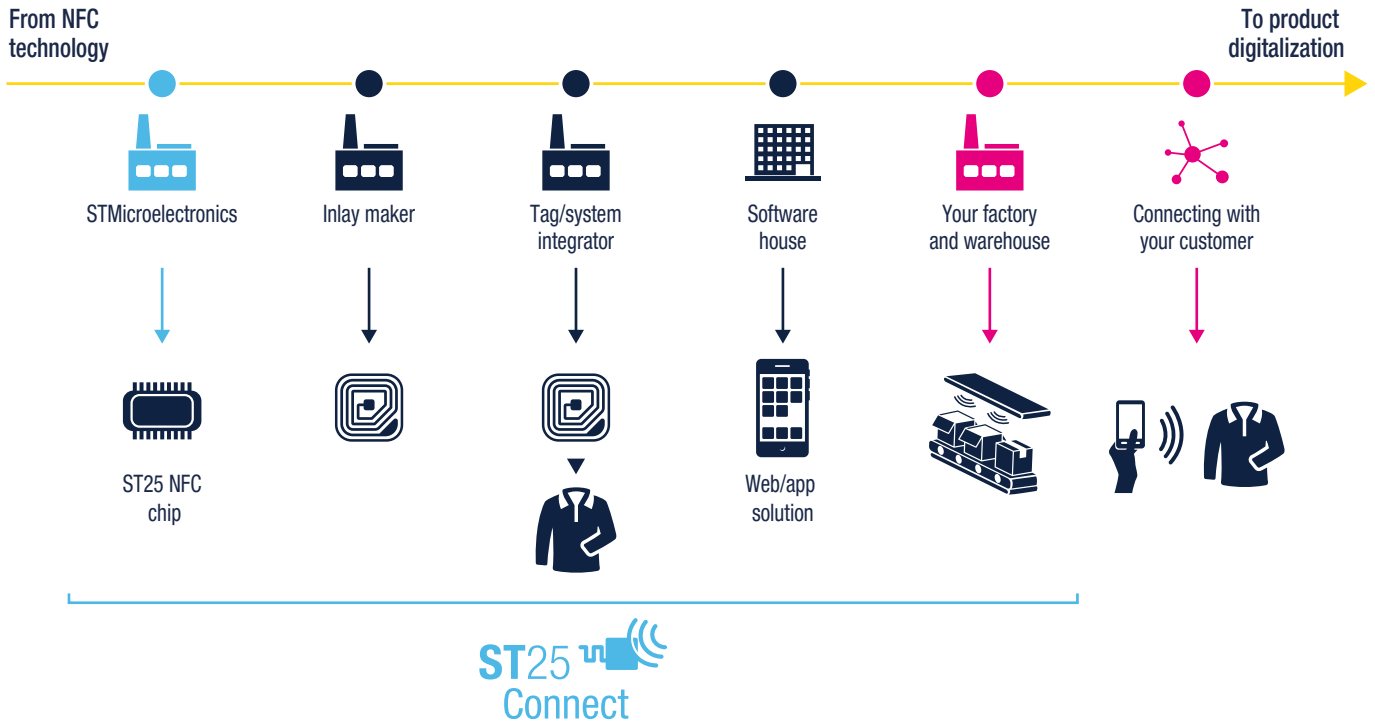 From NFC
technology
To product
digitalization
STMicroelectronics
Inlay maker
Tag/system
integrator
Software
house
Your factory
and warehouse
Connecting with
your customer
ST25 NFC
chip
Web/app
solution
ST25
Connect